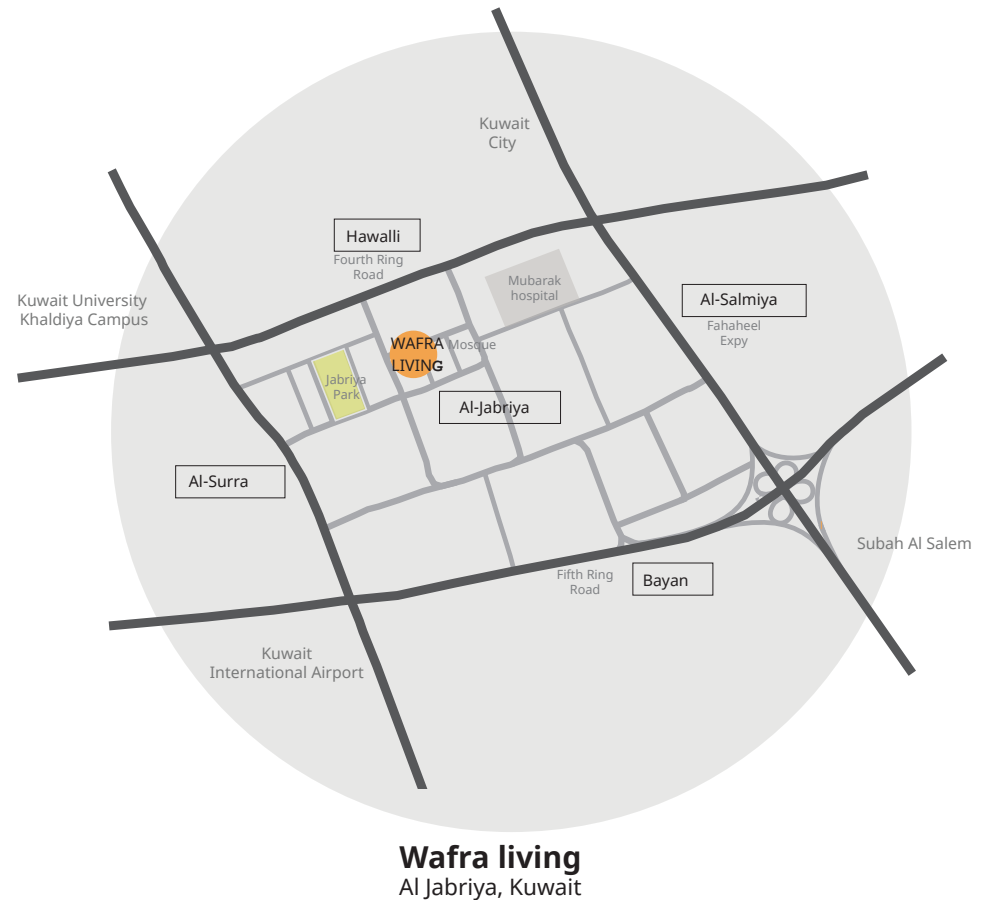 Kuwait
City
Hawalli
Fourth Ring
Road
Mubarak
hospital
Kuwait University
Khaldiya Campus
Al-Salmiya
Fahaheel
Expy
WAFRA
LIVING
Mosque
Jabriya
Park
Al-Jabriya
Al-Surra
Subah Al Salem
Fifth Ring
Road
Bayan
Kuwait
International Airport
Wafra living
Al Jabriya, Kuwait